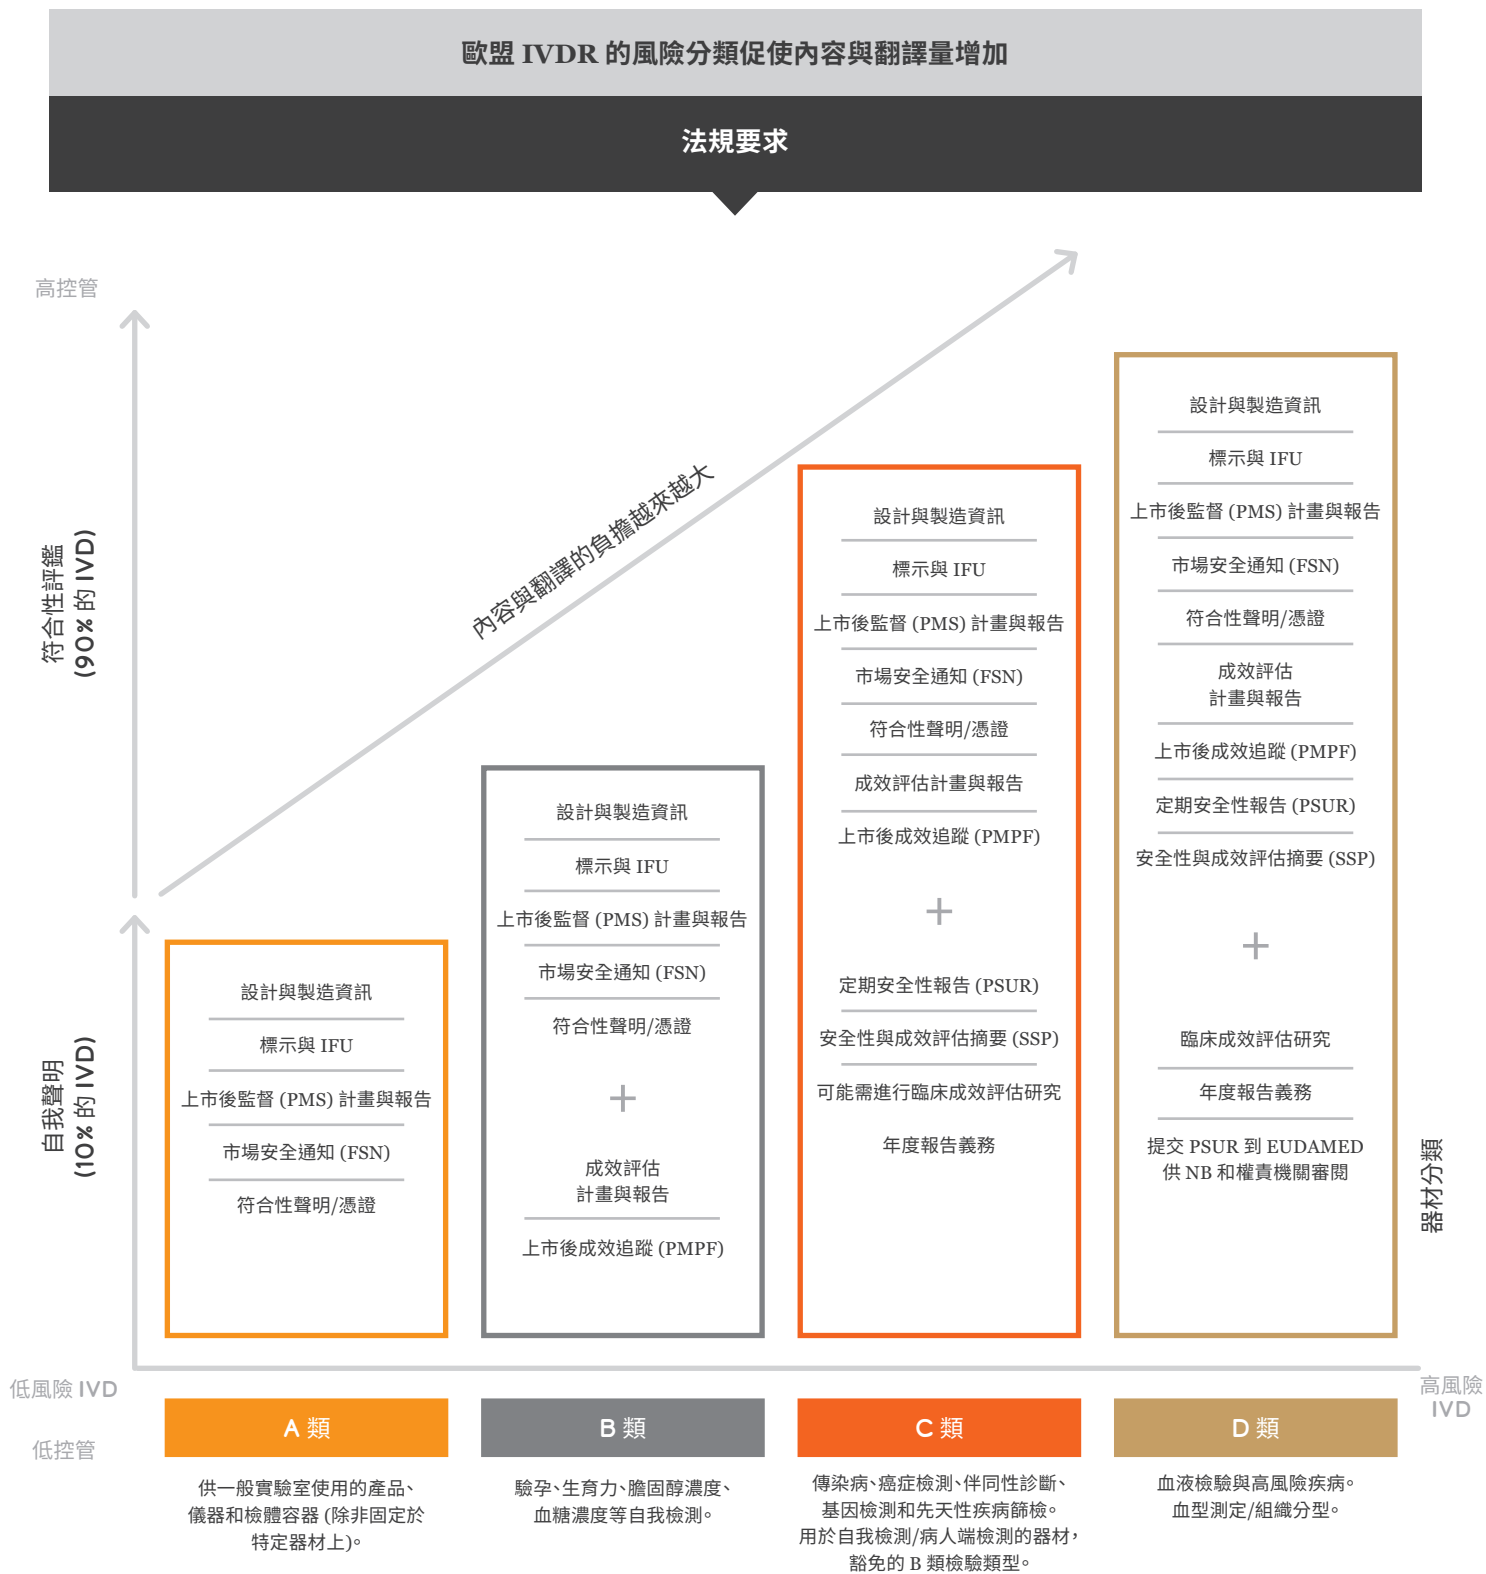 歐盟 IVDR 的風險分類促使內容與翻譯量增加
法規要求
高控管
符合性評鑑
(90% 的 IVD)
自我聲明
(10% 的 IVD)
內容與翻譯的負擔越來越大
設計與製造資訊
標示與 IFU
上市後監督 (PMS) 計畫與報告
市場安全通知 (FSN)
符合性聲明/憑證
設計與製造資訊
標示與 IFU
上市後監督 (PMS) 計畫與報告
市場安全通知 (FSN)
符合性聲明/憑證
+
成效評估
計畫與報告
上市後成效追蹤 (PMPF)
設計與製造資訊
標示與 IFU
上市後監督 (PMS) 計畫與報告
市場安全通知 (FSN)
符合性聲明/憑證
成效評估計畫與報告
上市後成效追蹤 (PMPF)
+
定期安全性報告 (PSUR)
安全性與成效評估摘要 (SSP)
可能需進行臨床成效評估研究
年度報告義務
設計與製造資訊
標示與 IFU
上市後監督 (PMS) 計畫與報告
市場安全通知 (FSN)
符合性聲明/憑證
成效評估
計畫與報告
上市後成效追蹤 (PMPF)
定期安全性報告 (PSUR)
安全性與成效評估摘要 (SSP)
+
臨床成效評估研究
年度報告義務
提交 PSUR 到 EUDAMED
供 NB 和權責機關審閱
器材分類
低風險 IVD
低控管
高風險
IVD
A 類
供一般實驗室使用的產品、
儀器和檢體容器 (除非固定於
特定器材上)。
B 類
驗孕、生育力、膽固醇濃度、
血糖濃度等自我檢測。
C 類
傳染病、癌症檢測、伴同性診斷、
基因檢測和先天性疾病篩檢。
用於自我檢測/病人端檢測的器材，
豁免的 B 類檢驗類型。
D 類
血液檢驗與高風險疾病。
血型測定/組織分型。